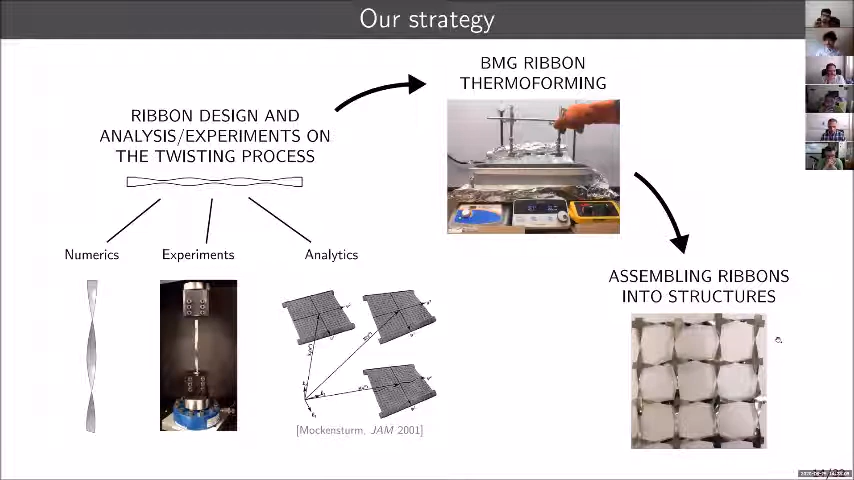 Our strategy
BMG RIBBON
THERMOFORMING
RIBBON DESIGN AND
ANALYSIS/EXPERIMENTS ON
THE TWISTING PROCESS
Numerics
Experiments
Analytics
[Mockensturm, JAM 2001]
ASSEMBLING RIBBONS
INTO STRUCTURES